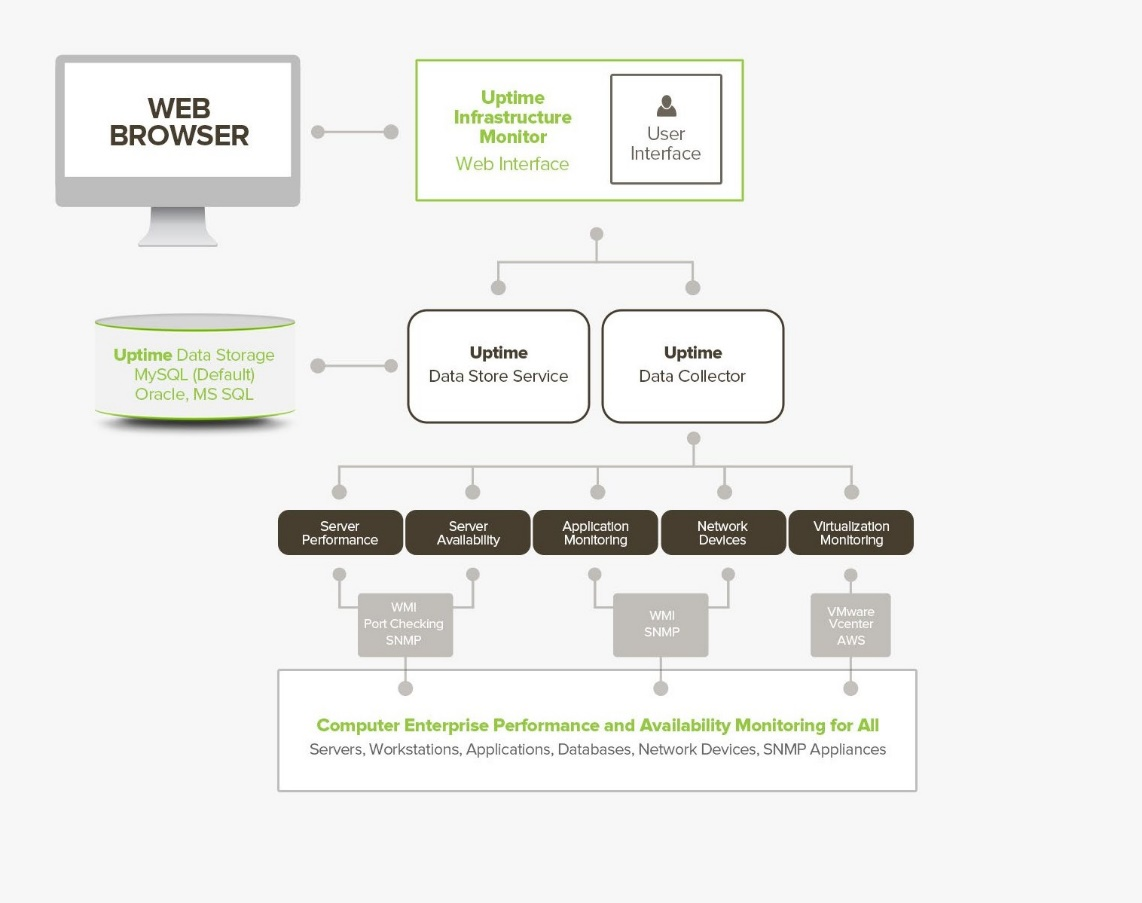 WEB
BROWSER
Uptime
Infrastructure
Monitor
Web Interface
User
Interface
Uptime Data Storage
MySQL (Default)
Oracle, MS SQL
Uptime
Data Store Service
Uptime
Data Collector
Server
Performance
Server
Availability
Application
Monitoring
Network
Devices
Virtualization
Monitoring
WMI
Port Checking
SNMP
WMI
SNMP
VMware
Vcenter
AWS
Computer Enterprise Performance and Availability Monitoring for All
Servers, Workstations, Applications, Databases, Network Devices, SNMP Appliances